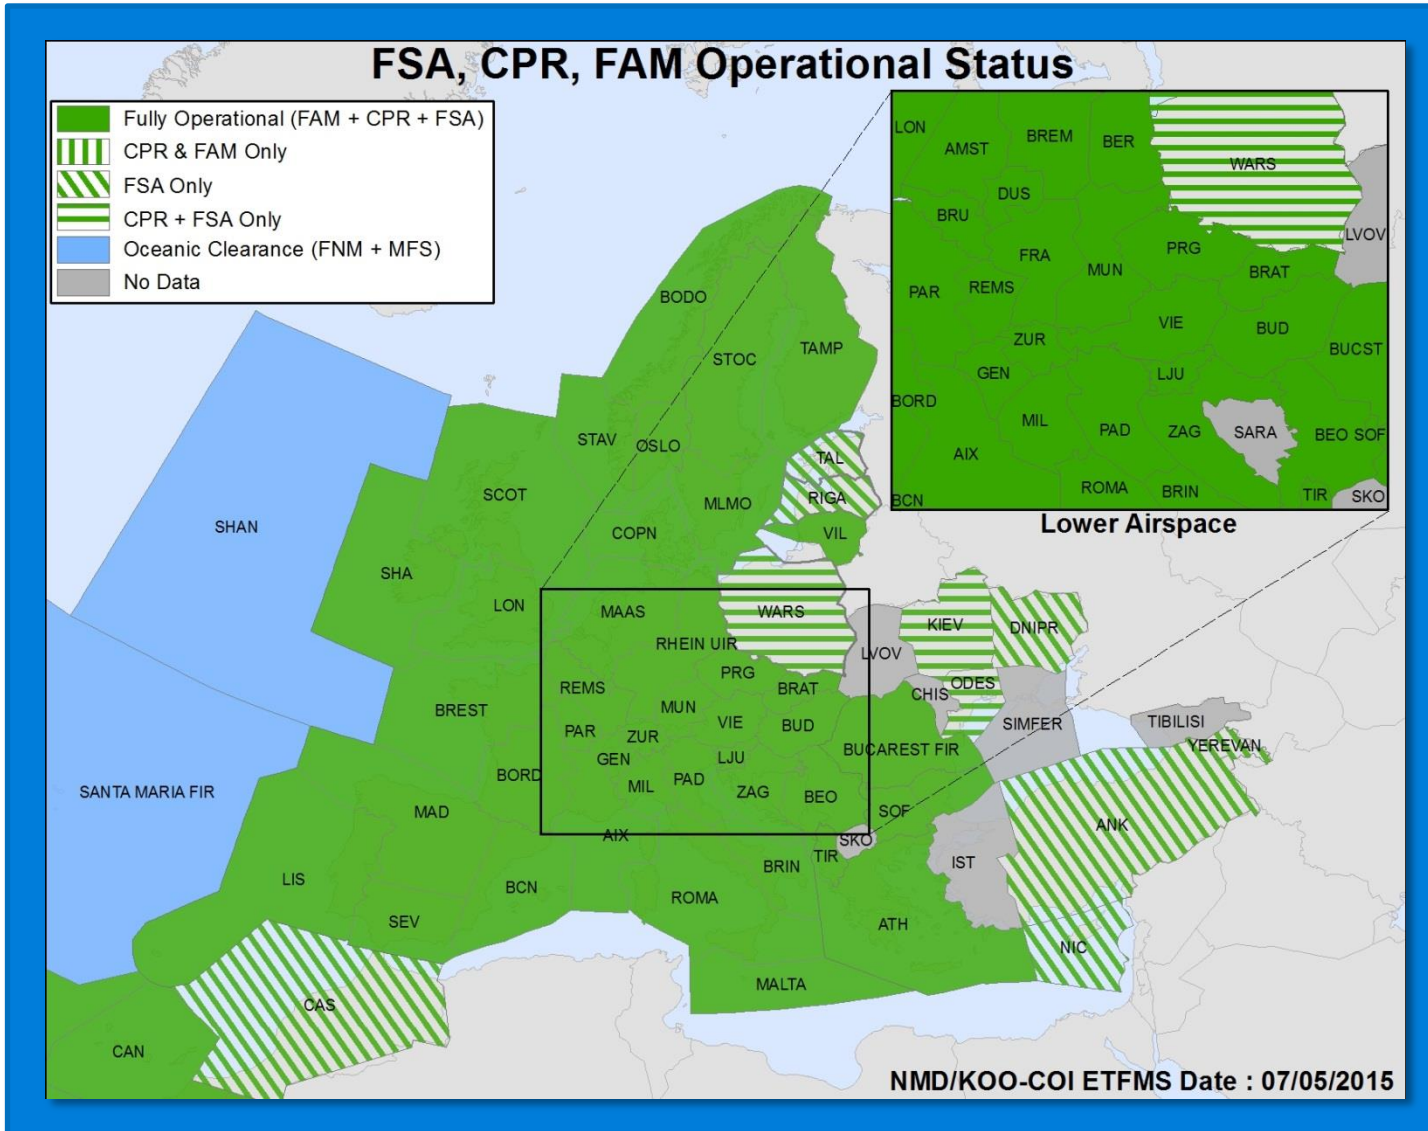 FSA, CPR, FAM Operational Status
Fully Operational (FAM + CPR + FSA)
CPR & FAM Only
FSA Only
CPR + FSA Only
Oceanic Clearance (FNM + MFS)
No Data
LON
AMST
BREM
BER
WARS
DUS
BRU
LVOV
FRA
MUN
PRG
BRAT
PAR
REMS
VIE
BUD
ZUR
BUCST
GEN
LJU
BORD
MIL
PAD
ZAG
SARA
BEO
SOF
AIX
BCN
ROMA
BRIN
TIR
SKO
Lower Airspace
BODO
STOC
TAMP
STAV
OSLO
TAL
SCOT
MLMO
RIGA
SHAN
COPN
VIL
SHA
LON
MAAS
WARS
KIEV
DNIPR
RHEIN UIR
LVOV
PRG
REMS
BRAT
CHIS
ODES
BREST
MUN
VIE
BUD
SIMFER
TIBILISI
PAR
ZUR
BUCAREST FIR
YEREVAN
GEN
LJU
BORD
MIL
PAD
ZAG
BEO
SANTA MARIA FIR
MAD
SOF
ANK
AIX
SKO
TIR
IST
BRIN
LIS
BCN
ROMA
SEV
ATH
NIC
MALTA
CAS
CAN
NMD/KOO-COI ETFMS Date : 07/05/2015